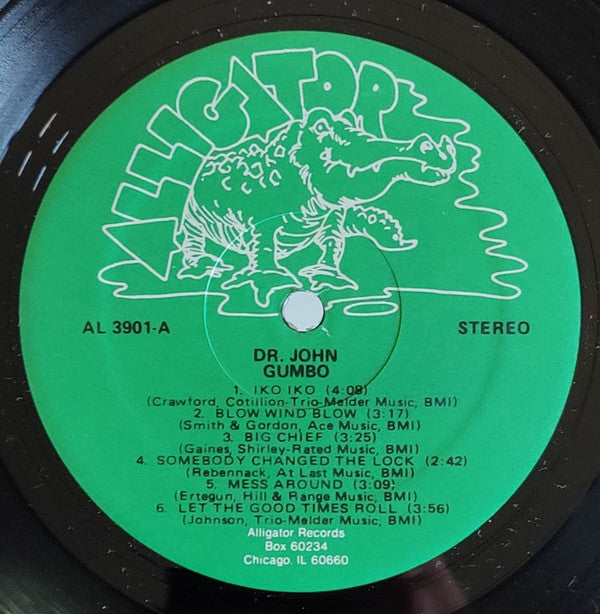 ALLIGATOR
AL 3901-A
STEREO
DR. JOHN
GUMBO
1. IKO IKO (4:08)
(Crawford, Cotillion-Trio-Melder Music, BMI)
2. BLOW WIND BLOW (3:17)
(Smith & Gordon, Ace Music, BMI)
3. BIG CHIEF (3:25)
(Gaines, Shirley-Rated Music, BMI)
4. SOMEBODY CHANGED THE LOCK (2:42)
(Rebennack, At Last Music, BMI)
5. MESS AROUND (3:09)
(Ertegun, Hill & Range Music, BMI)
6. LET THE GOOD TIMES ROLL (3:56)
(Johnson, Trio-Melder Music, BMI)
Alligator Records
Box 60234
Chicago, IL 60660